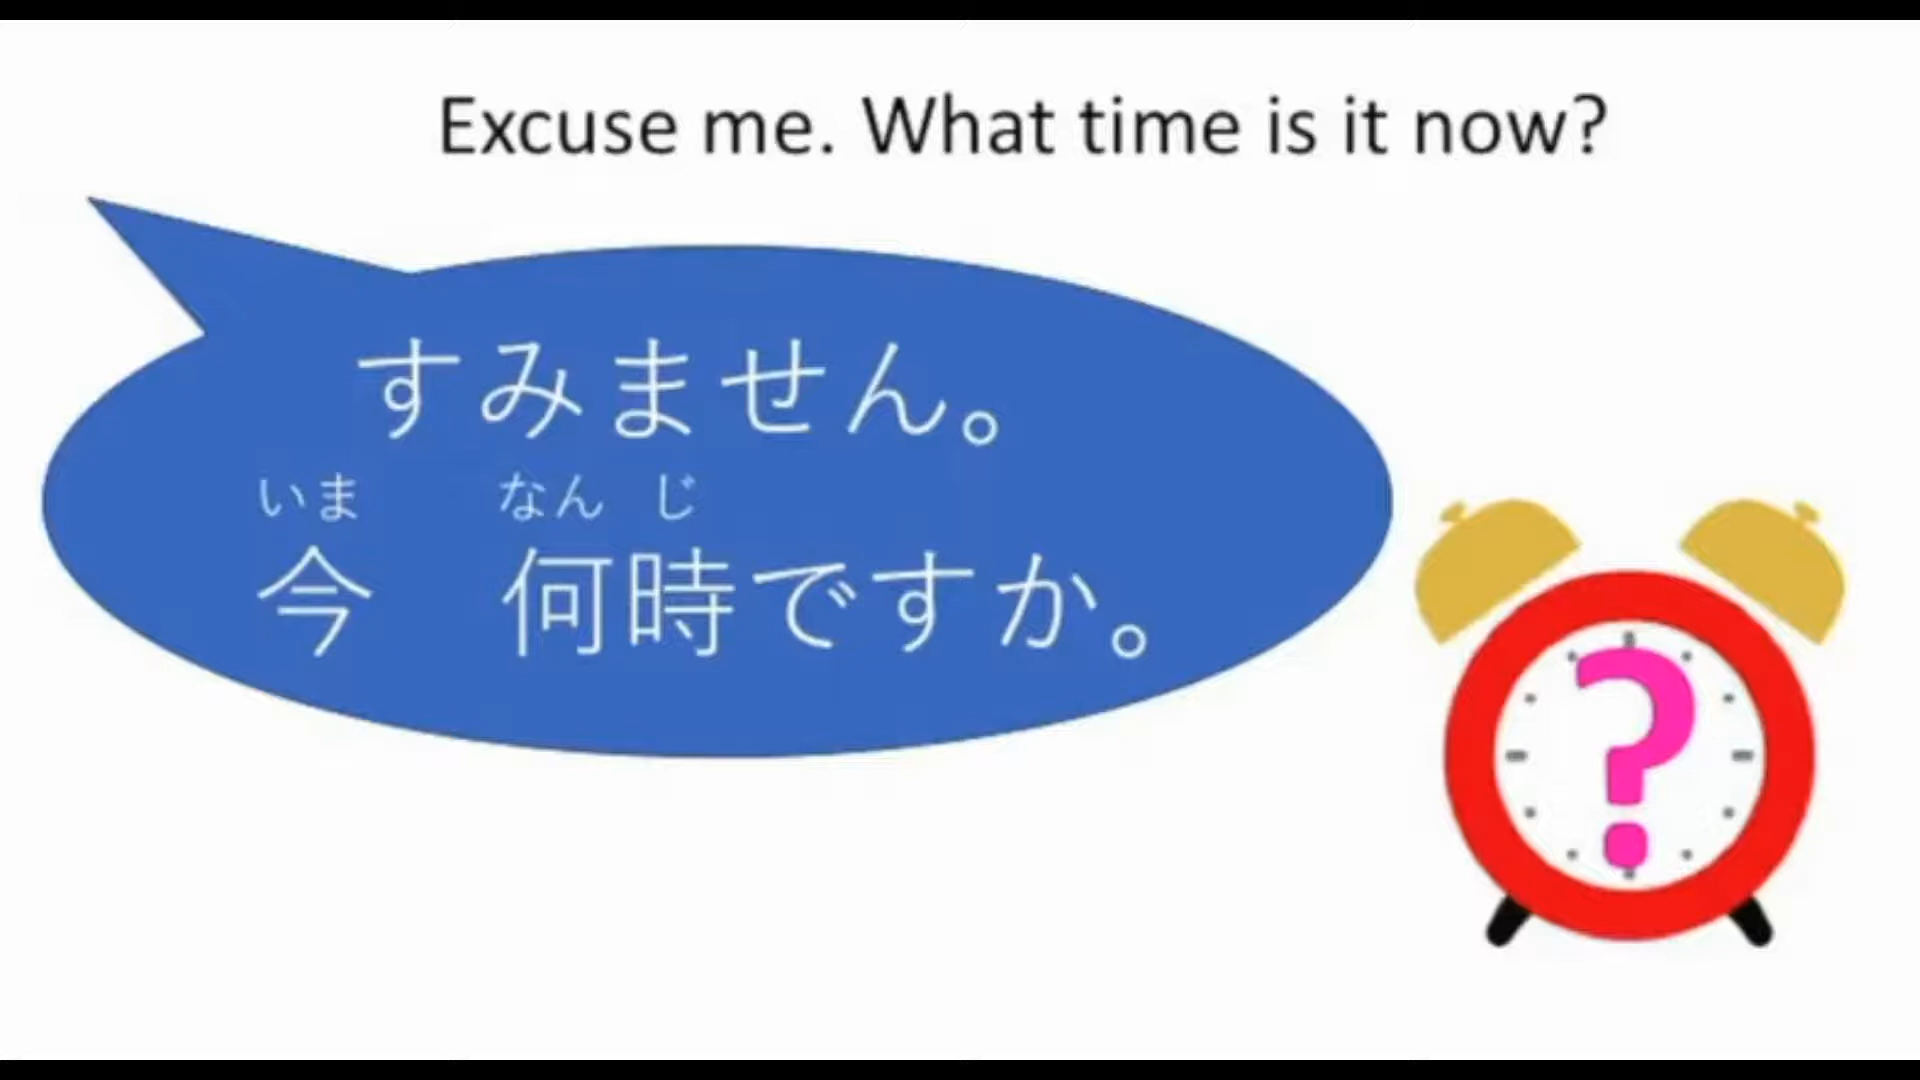 Excuse me. What time is it now?
すみません。
いま　なん　じ
今　何時ですか。
?